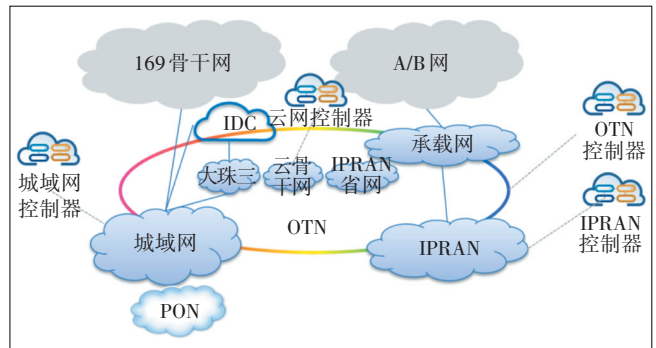 169骨干网
A/B网
IDC
云网控制器
OTN
控制器
城域网
控制器
大珠三
云骨
干网
IPRAN
省网
承载网
IPRAN
控制器
城域网
OTN
IPRAN
PON